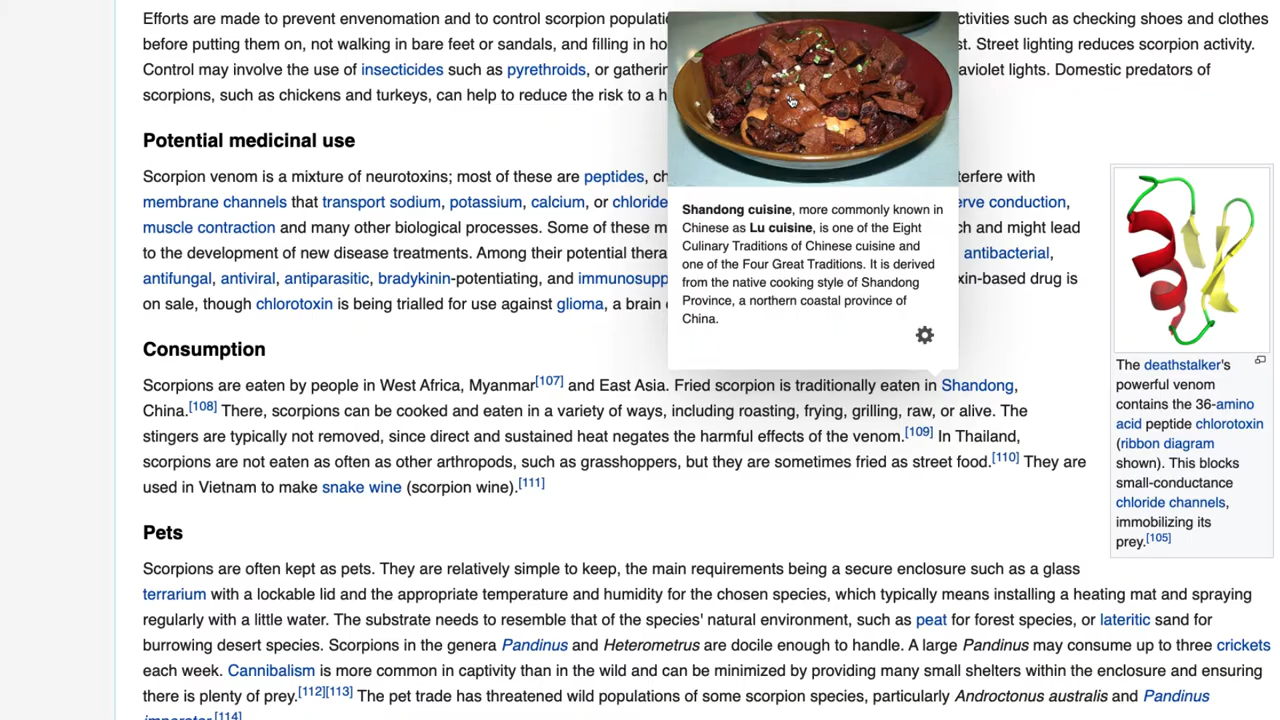 Efforts are made to prevent envenomation and to control scorpion
ctivities such as checking shoes and clothes
before putting them on, not walking in bare feet or sandals, and filling in
st. Street lighting reduces scorpion activity.
Control may involve the use of insecticides such as pyrethroids, or
aviolet lights. Domestic predators of
scorpions, such as chickens and turkeys, can help to reduce the risk to a
Potential medicinal use
Scorpion venom is a mixture of neurotoxins; most of these are peptides,
terfere with
membrane channels that transport sodium, potassium, calcium, or chloride
erve conduction,
muscle contraction and many other biological processes. Some of these
ch and might lead
to the development of new disease treatments. Among their potential
antibacterial,
antifungal, antiviral, antiparasitic, bradykinin-potentiating, and immunosupp
xin-based drug is
on sale, though chlorotoxin is being trialled for use against glioma, a brain
Shandong cuisine, more commonly known in
Chinese as Lu cuisine, is one of the Eight
Culinary Traditions of Chinese cuisine and
one of the Four Great Traditions. It is derived
from the native cooking style of Shandong
Province, a northern coastal province of
China.
Consumption
Scorpions are eaten by people in West Africa, Myanmar[107] and East Asia. Fried scorpion is traditionally eaten in Shandong,
China.[108] There, scorpions can be cooked and eaten in a variety of ways, including roasting, frying, grilling, raw, or alive. The
stingers are typically not removed, since direct and sustained heat negates the harmful effects of the venom.[109] In Thailand,
scorpions are not eaten as often as other arthropods, such as grasshoppers, but they are sometimes fried as street food.[110] They are
used in Vietnam to make snake wine (scorpion wine).[111]
The deathstalker's
powerful venom
contains the 36-amino
acid peptide chlorotoxin
(ribbon diagram
shown). This blocks
small-conductance
chloride channels,
immobilizing its
prey.[105]
Pets
Scorpions are often kept as pets. They are relatively simple to keep, the main requirements being a secure enclosure such as a glass
terrarium with a lockable lid and the appropriate temperature and humidity for the chosen species, which typically means installing a heating mat and spraying
regularly with a little water. The substrate needs to resemble that of the species' natural environment, such as peat for forest species, or lateritic sand for
burrowing desert species. Scorpions in the genera Pandinus and Heterometrus are docile enough to handle. A large Pandinus may consume up to three crickets
each week. Cannibalism is more common in captivity than in the wild and can be minimized by providing many small shelters within the enclosure and ensuring
there is plenty of prey.[112][113] The pet trade has threatened wild populations of some scorpion species, particularly Androctonus australis and Pandinus
imperator.[114]